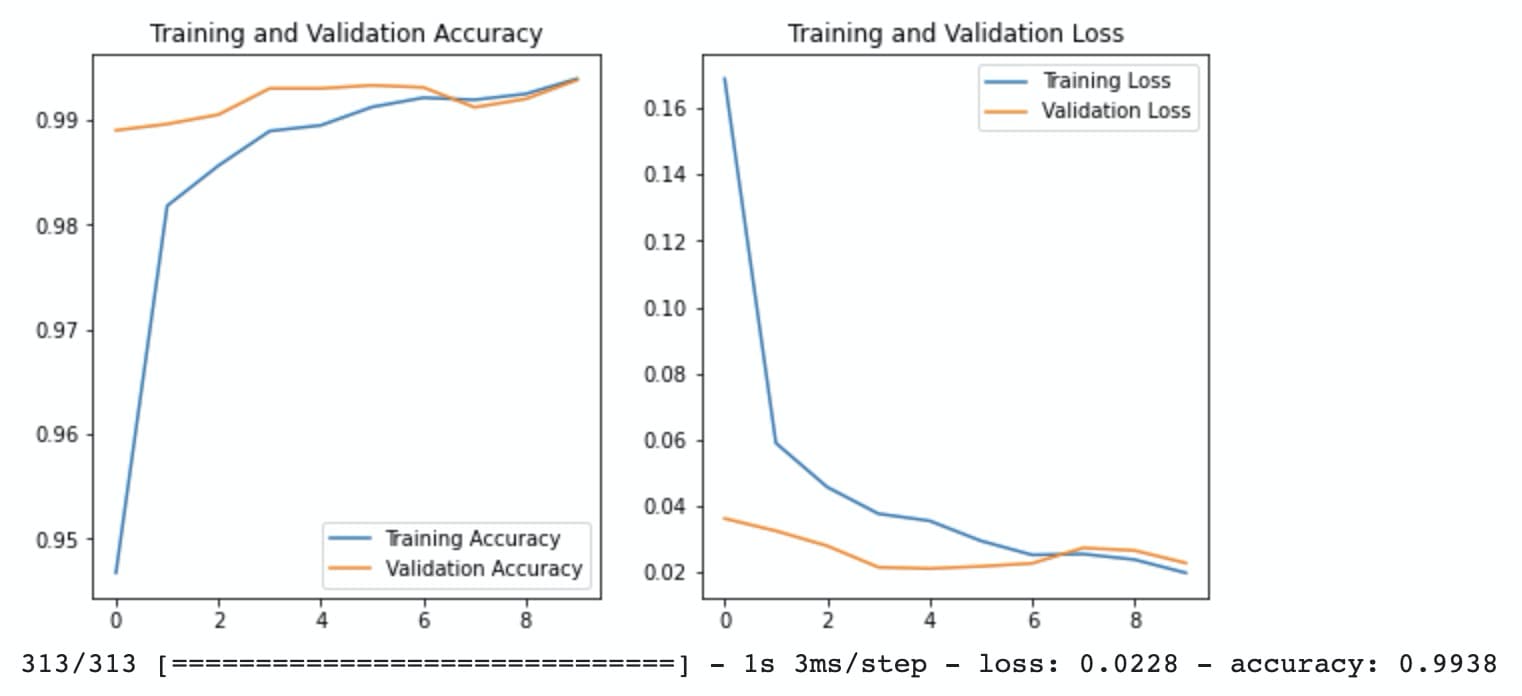 Training and Validation Accuracy
0.99
0.98
0.97
0.96
0.95
Training Accuracy
Validation Accuracy
0 2 4 6 8
Training and Validation Loss
Training Loss
Validation Loss
0.16
0.14
0.12
0.10
0.08
0.06
0.04
0.02
0 2 4 6 8
313/313 [==============================] - 1s 3ms/step - loss: 0.0228 - accuracy: 0.9938